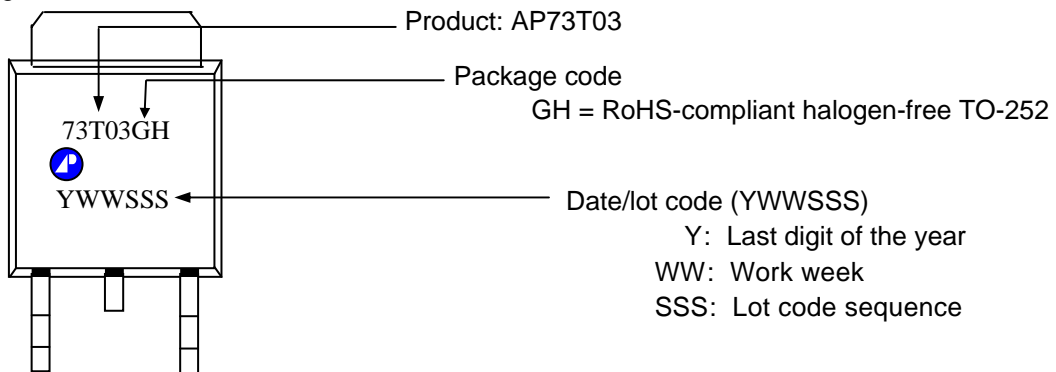 Product: AP73T03
Package code
GH = RoHS-compliant halogen-free TO-252
73T03GH
YWWSSS
Date/lot code (YWWSSS)
Y: Last digit of the year
WW: Work week
SSS: Lot code sequence